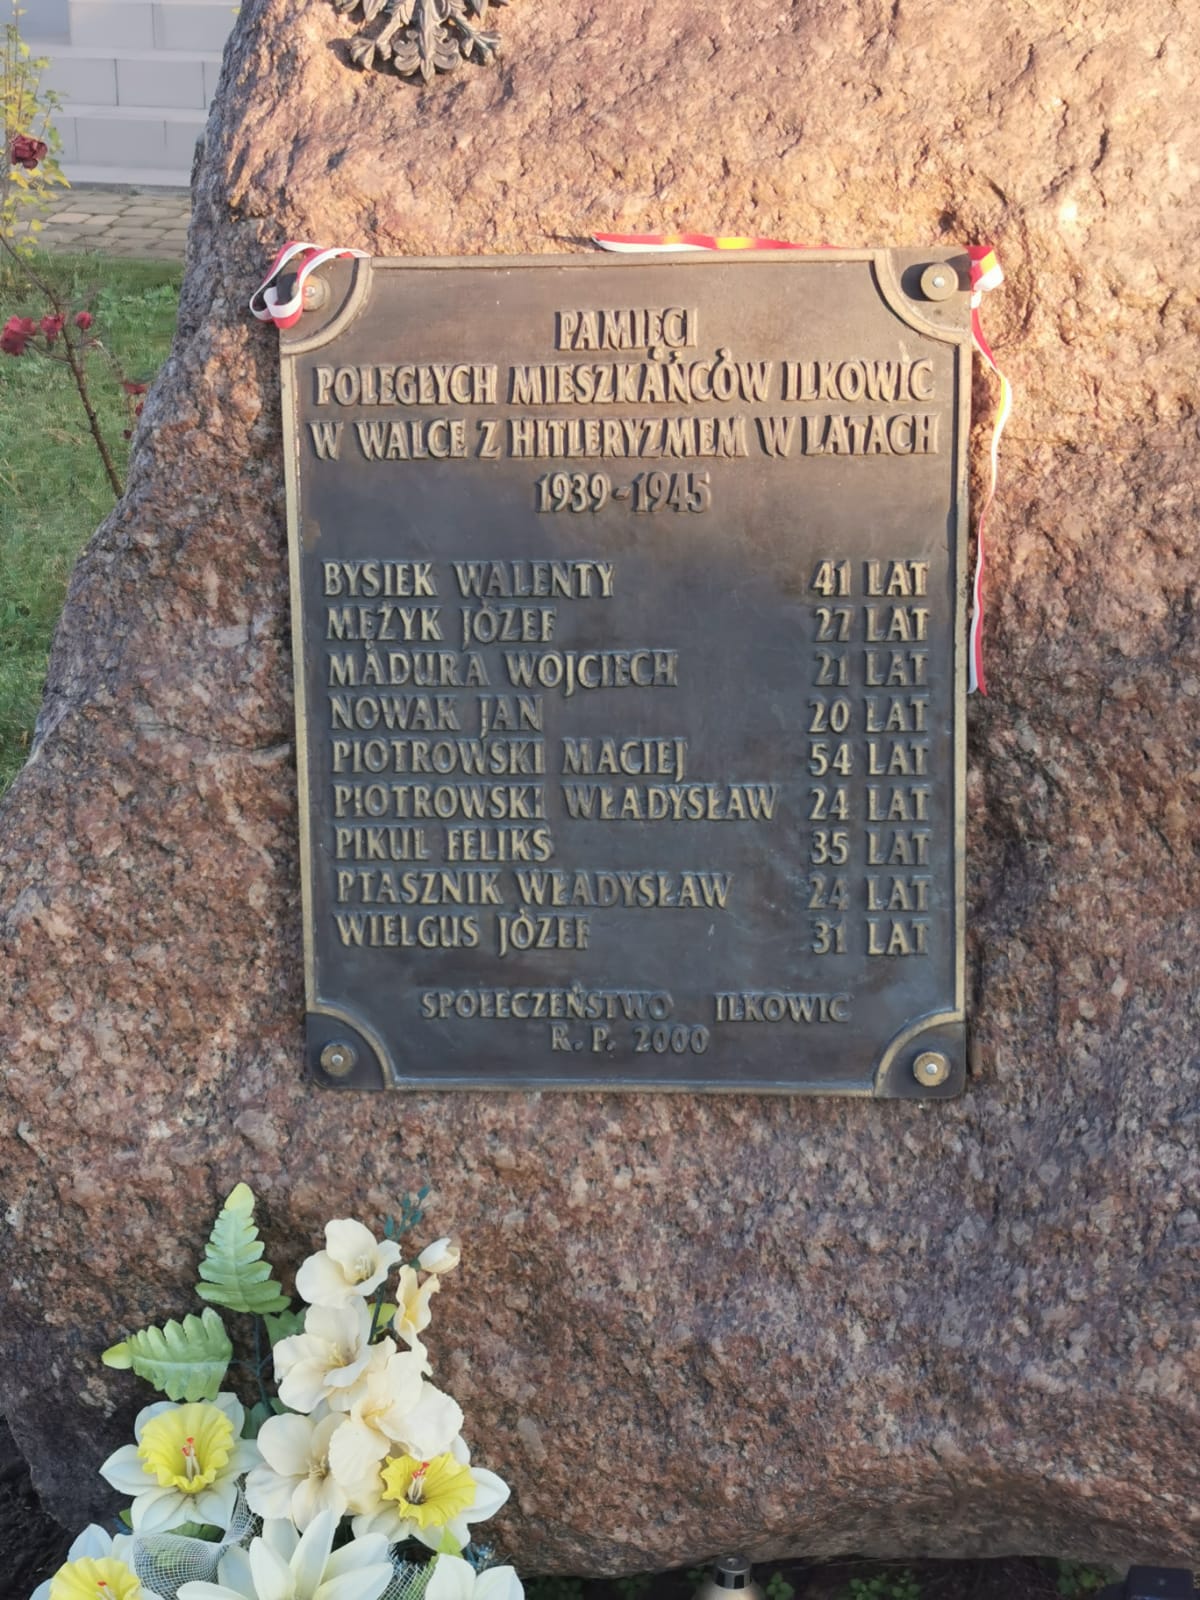 PAMIĘCI
POLEGŁYCH MIESZKAŃCÓW ILKOWIC
W WALCE Z HITLERYZMEM W LATACH
1939-1945
BYSIEK WALENTY 41 LAT
MĘŻYK JÓZEF 27 LAT
MĄDURA WOJCIECH 21 LAT
NOWAK JAN 20 LAT
PIOTROWSKI MACIEJ 54 LAT
PIOTROWSKI WŁADYSŁAW 24 LAT
PIKUL FELIKS 35 LAT
PTASZNIK WŁADYSŁAW 24 LAT
WIELGUS JÓZEF 31 LAT
SPOŁECZEŃSTWO ILKOWIC
R. P. 2000